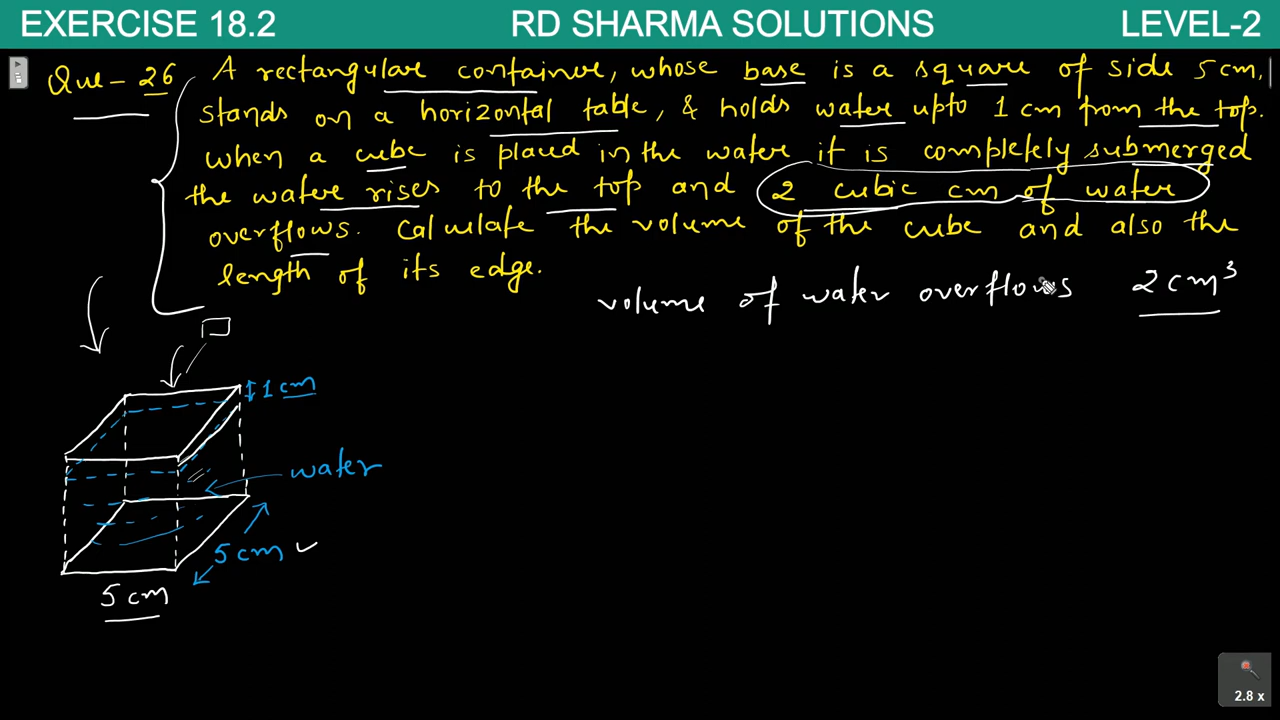 EXERCISE 18.2 RD SHARMA SOLUTIONS LEVEL-2
Que - 26 A rectangular container, whose base is a square of side 5 cm,
stands on a horizontal table, & holds water upto 1 cm from the top.
when a cube is placed in the water it is completely submerged
the water rises to the top and 2 cubic cm of water
overflows. Calculate the volume of the cube and also the
length of its edge.
volume of water overflows 2 cm³
1 cm
water
5 cm ✓
5 cm
2.8 x